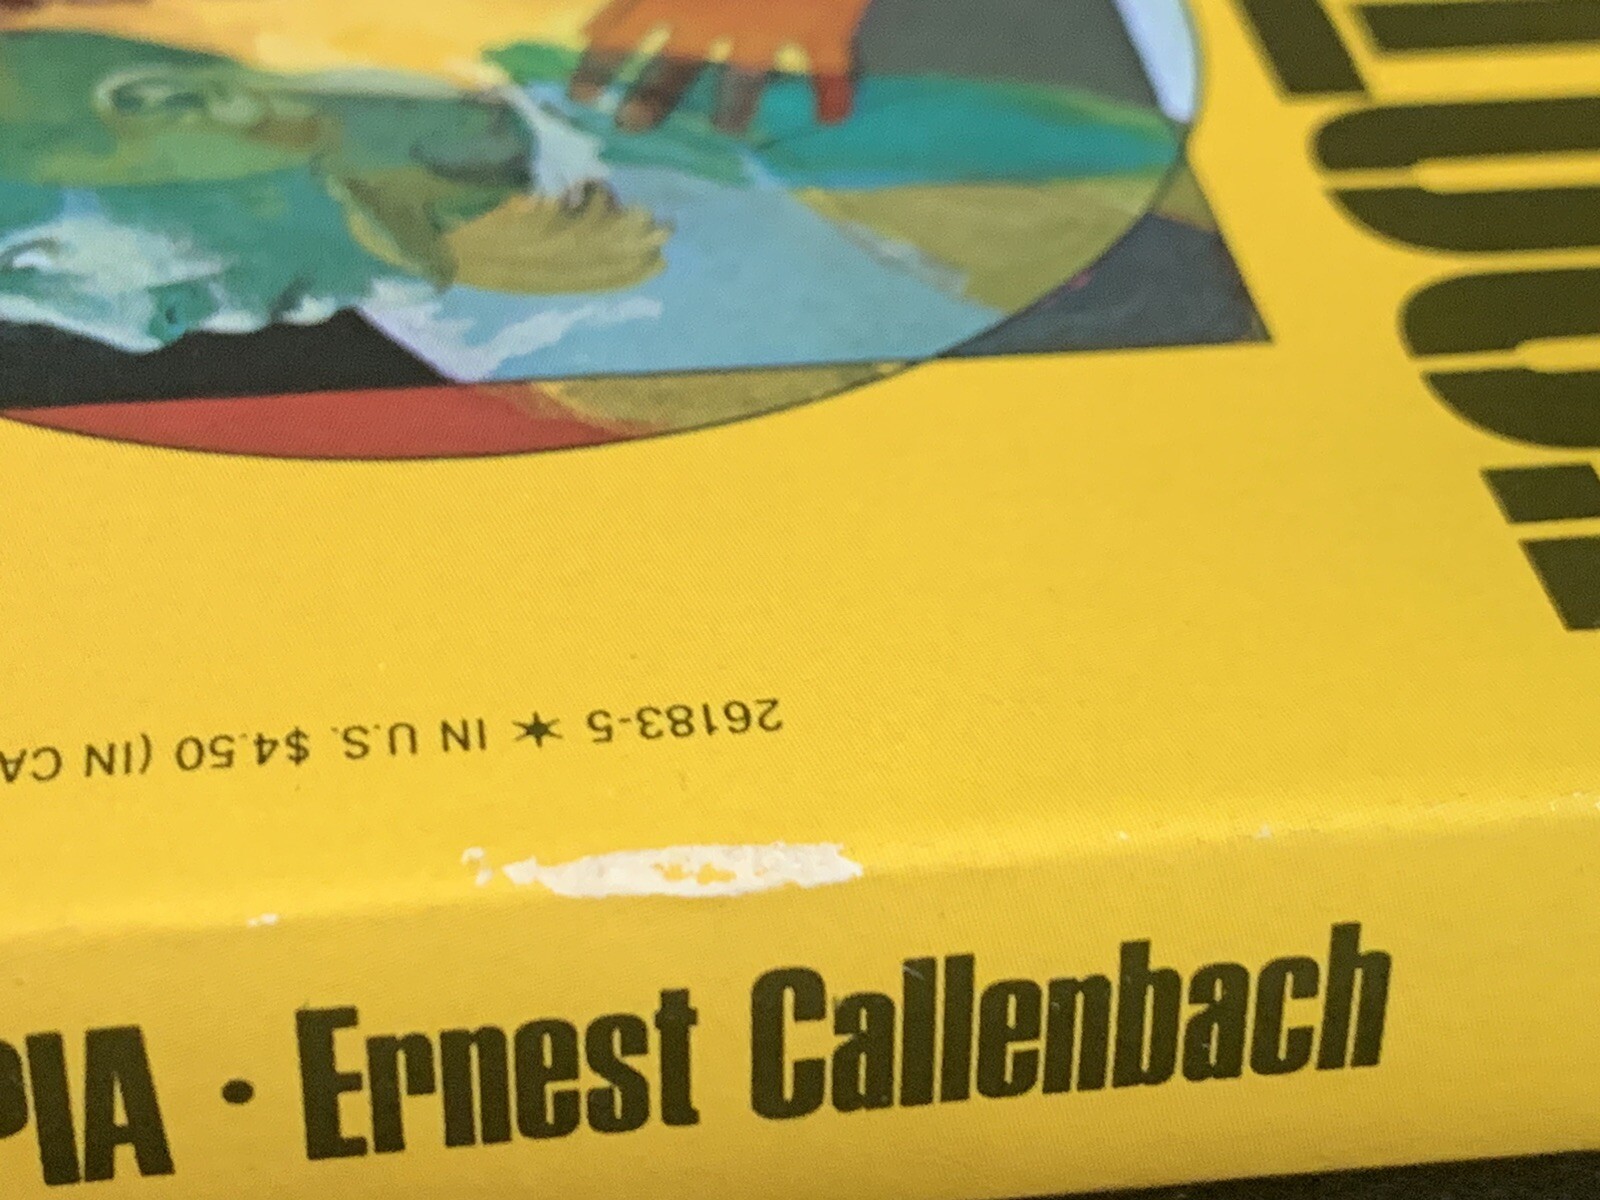 26183-5 ★ IN U.S. $4.50 (IN CA
PIA · Ernest Callenbach